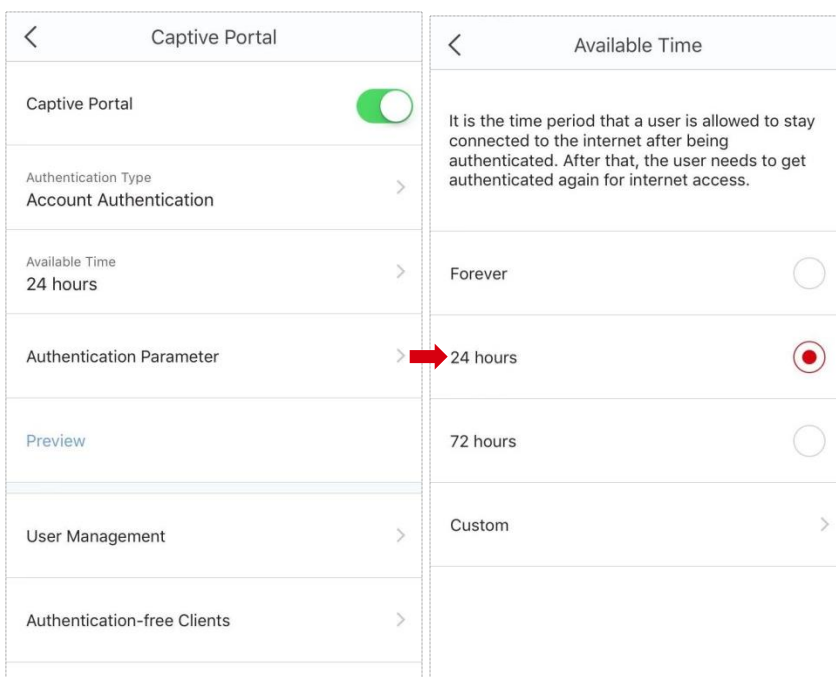 Captive Portal
Captive Portal
Authentication Type
Account Authentication
Available Time
24 hours
Authentication Parameter
Preview
User Management
Authentication-free Clients
Available Time
It is the time period that a user is allowed to stay
connected to the internet after being
authenticated. After that, the user needs to get
authenticated again for internet access.
Forever
24 hours
72 hours
Custom